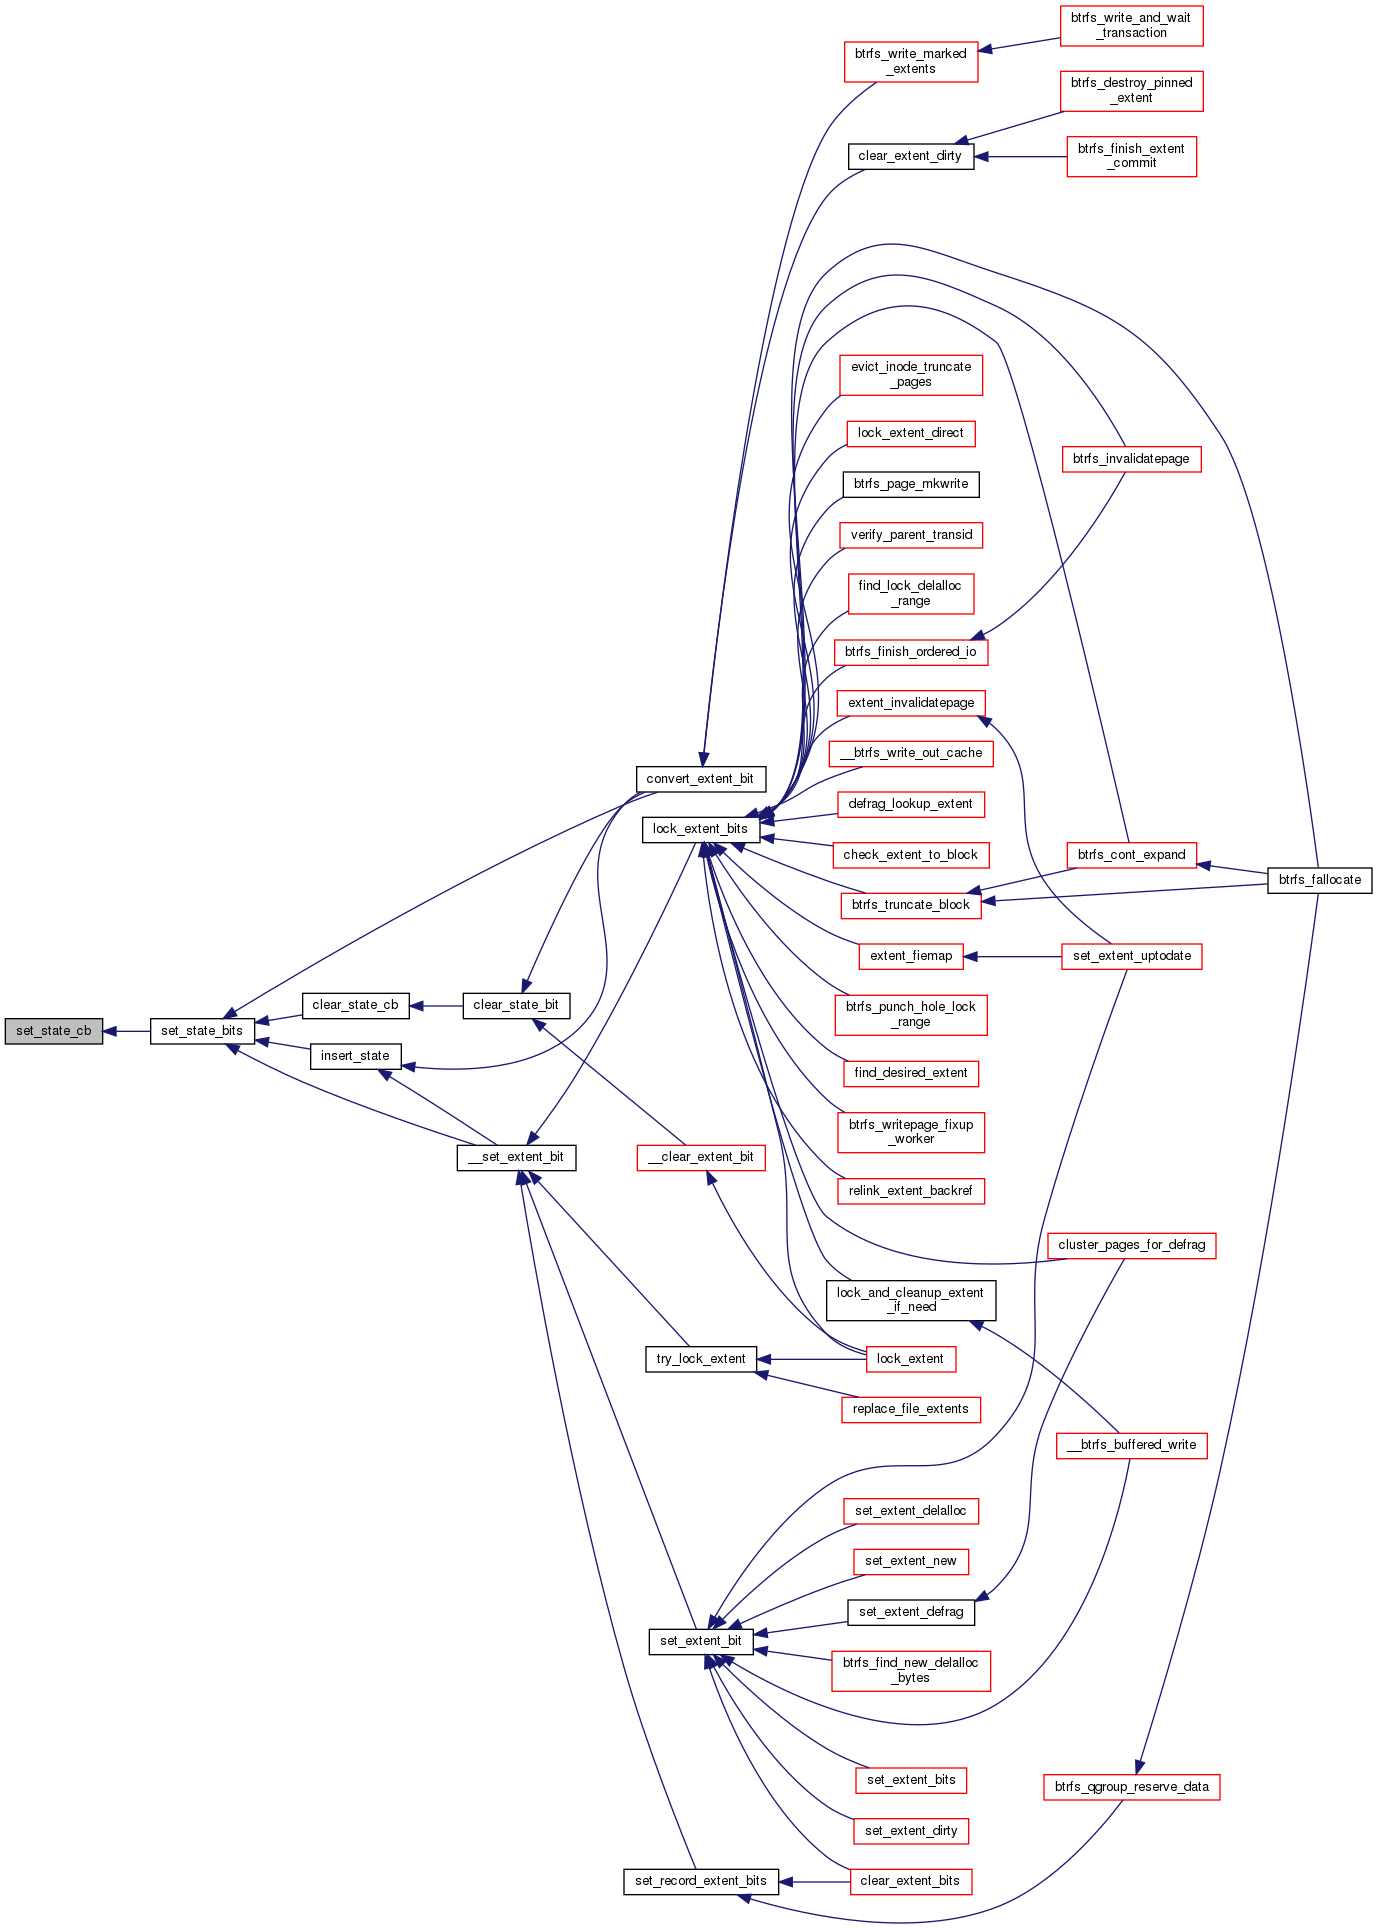 btrfs_write_and_wait
_transaction
btrfs_write_marked
_extents
btrfs_destroy_pinned
_extent
clear_extent_dirty
btrfs_finish_extent
_commit
evict_inode_truncate
_pages
lock_extent_direct
btrfs_invalidatepage
btrfs_page_mkwrite
verify_parent_transid
find_lock_delalloc
_range
btrfs_finish_ordered_io
extent_invalidatepage
__btrfs_write_out_cache
convert_extent_bit
defrag_lookup_extent
lock_extent_bits
check_extent_to_block
btrfs_cont_expand
btrfs_fallocate
btrfs_truncate_block
extent_fiemap
set_extent_uptodate
clear_state_cb
clear_state_bit
btrfs_punch_hole_lock
_range
set_state_cb
set_state_bits
insert_state
find_desired_extent
btrfs_writepage_fixup
_worker
__set_extent_bit
__clear_extent_bit
relink_extent_backref
cluster_pages_for_defrag
lock_and_cleanup_extent
_if_need
try_lock_extent
lock_extent
replace_file_extents
__btrfs_buffered_write
set_extent_delalloc
set_extent_new
set_extent_defrag
set_extent_bit
btrfs_find_new_delalloc
_bytes
set_extent_bits
btrfs_qgroup_reserve_data
set_extent_dirty
set_record_extent_bits
clear_extent_bits